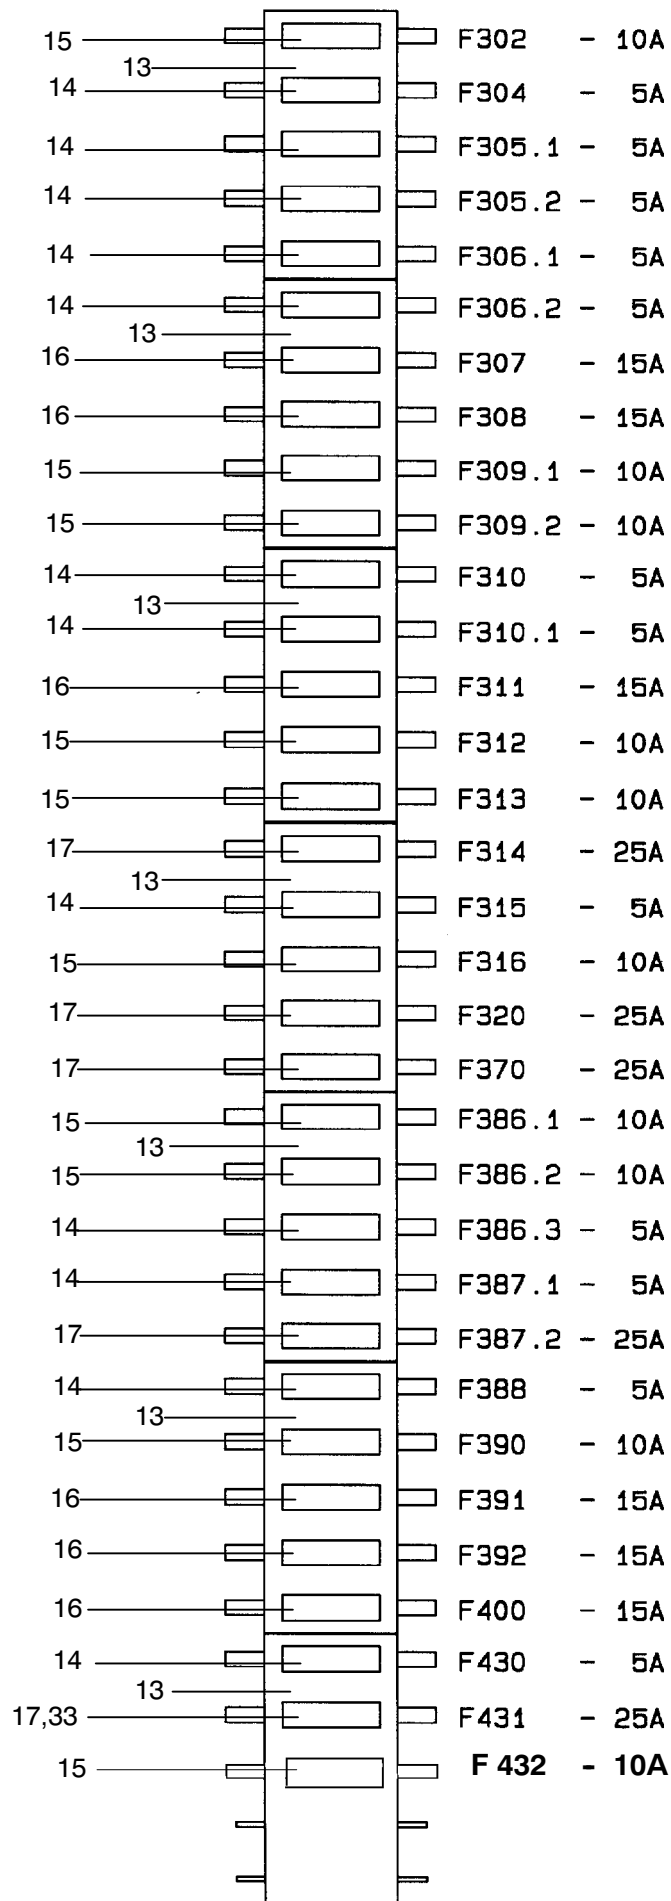 15 F302 - 10A
13
14 F304 - 5A
14 F305.1 - 5A
14 F305.2 - 5A
14 F306.1 - 5A
14 F306.2 - 5A
13
16 F307 - 15A
16 F308 - 15A
15 F309.1 - 10A
15 F309.2 - 10A
14 F310 - 5A
13
14 F310.1 - 5A
16 F311 - 15A
15 F312 - 10A
15 F313 - 10A
17 F314 - 25A
13
14 F315 - 5A
15 F316 - 10A
17 F320 - 25A
17 F370 - 25A
15 F386.1 - 10A
13
15 F386.2 - 10A
14 F386.3 - 5A
14 F387.1 - 5A
17 F387.2 - 25A
14 F388 - 5A
13
15 F390 - 10A
16 F391 - 15A
16 F392 - 15A
16 F400 - 15A
14 F430 - 5A
13
17,33 F431 - 25A
15 F 432 - 10A